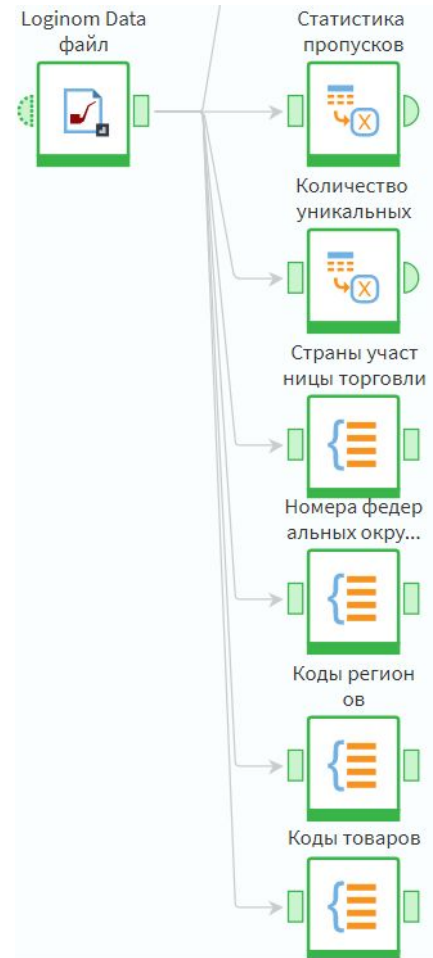 Loginom Data
файл
Статистика
пропусков
Количество
уникальных
Страны участ
ницы торговли
Номера федер
альных окру...
Коды регион
ов
Коды товаров